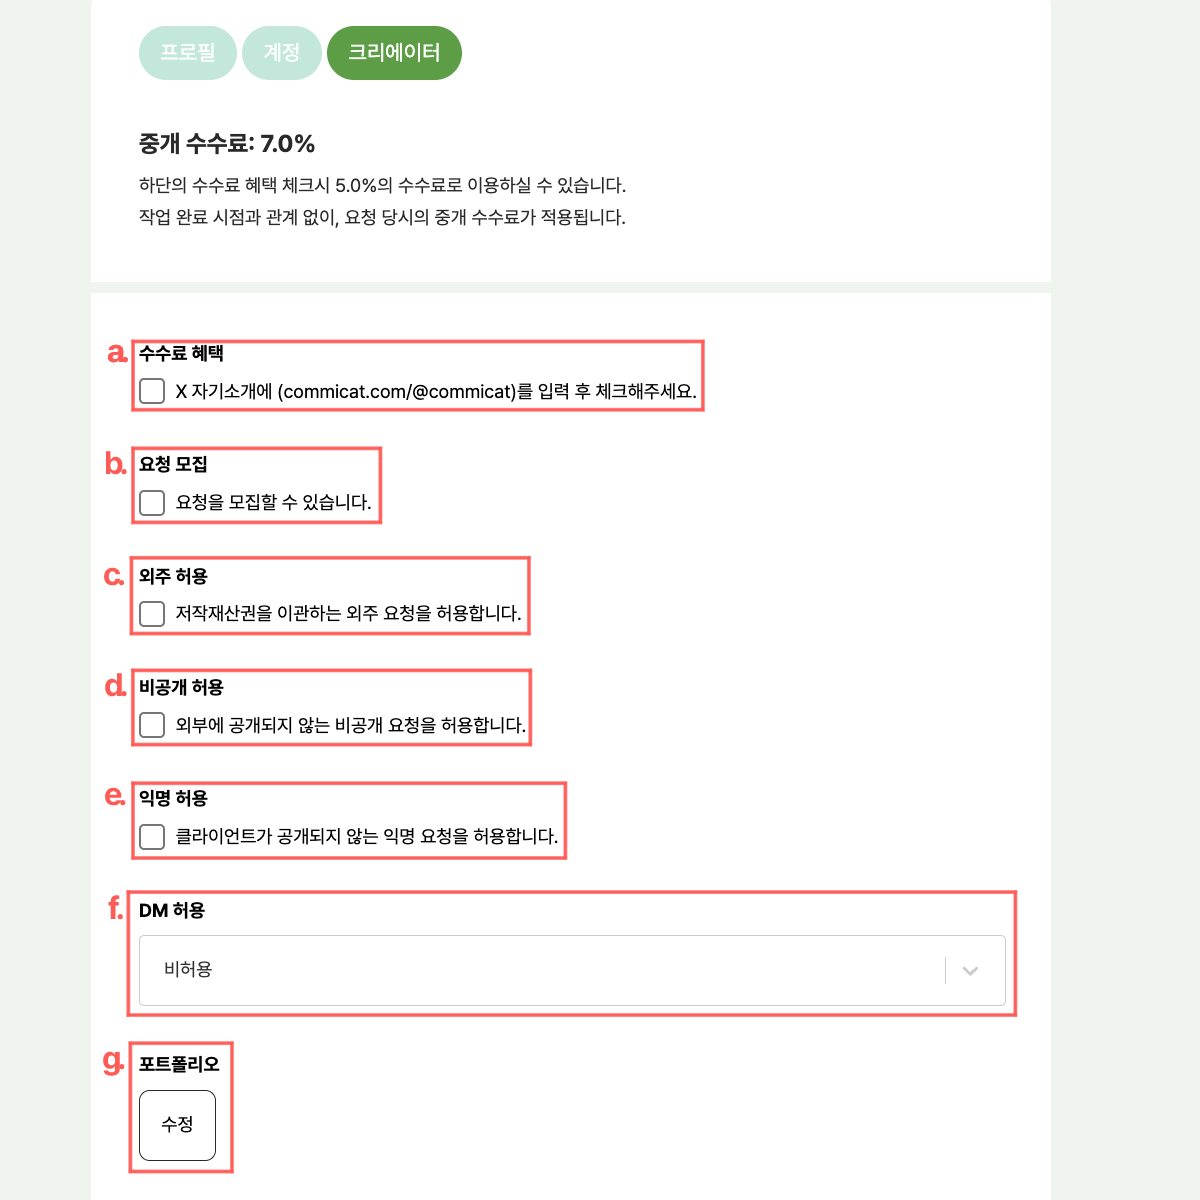 프로필 계정 크리에이터
중개 수수료: 7.0%
하단의 수수료 혜택 체크시 5.0%의 수수료로 이용하실 수 있습니다.
작업 완료 시점과 관계 없이, 요청 당시의 중개 수수료가 적용됩니다.
a. 수수료 혜택
X 자기소개에 (commicat.com/@commicat)를 입력 후 체크해주세요.
b. 요청 모집
요청을 모집할 수 있습니다.
c. 외주 허용
저작재산권을 이관하는 외주 요청을 허용합니다.
d. 비공개 허용
외부에 공개되지 않는 비공개 요청을 허용합니다.
e. 익명 허용
클라이언트가 공개되지 않는 익명 요청을 허용합니다.
f. DM 허용
비허용
g. 포트폴리오
수정